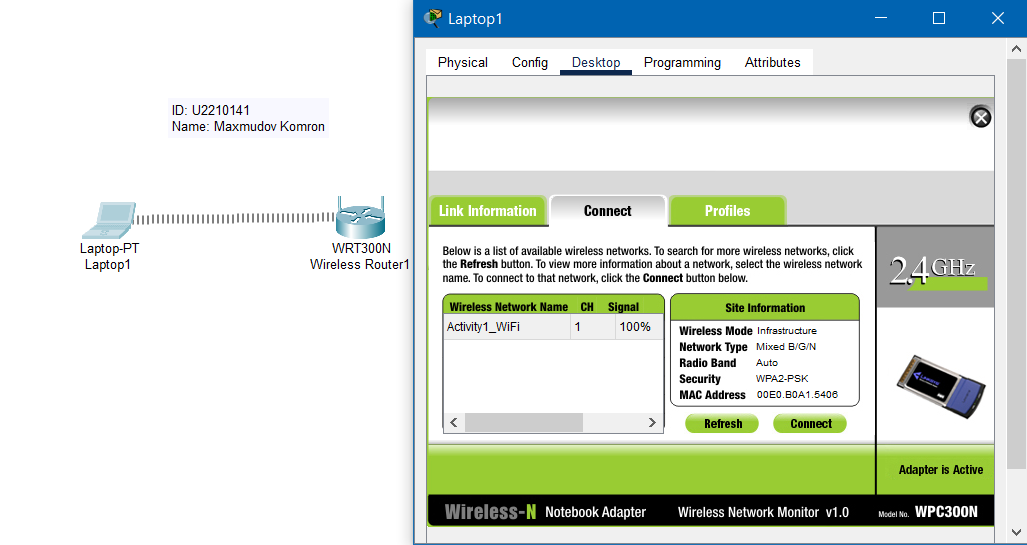 Laptop1
Physical Config Desktop Programming Attributes
ID: U2210141
Name: Maxmudov Komron
Laptop-PT
Laptop1
WRT300N
Wireless Router1
Link Information Connect Profiles
Below is a list of available wireless networks. To search for more wireless networks, click
the Refresh button. To view more information about a network, select the wireless network
name. To connect to that network, click the Connect button below.
2,4GHz
Wireless Network Name CH Signal
Activity1_WiFi 1 100%
Site Information
Wireless Mode Infrastructure
Network Type Mixed B/G/N
Radio Band Auto
Security WPA2-PSK
MAC Address 00E0.B0A1.5406
Refresh Connect
Adapter is Active
Wireless-N Notebook Adapter Wireless Network Monitor v1.0 Model No. WPC300N